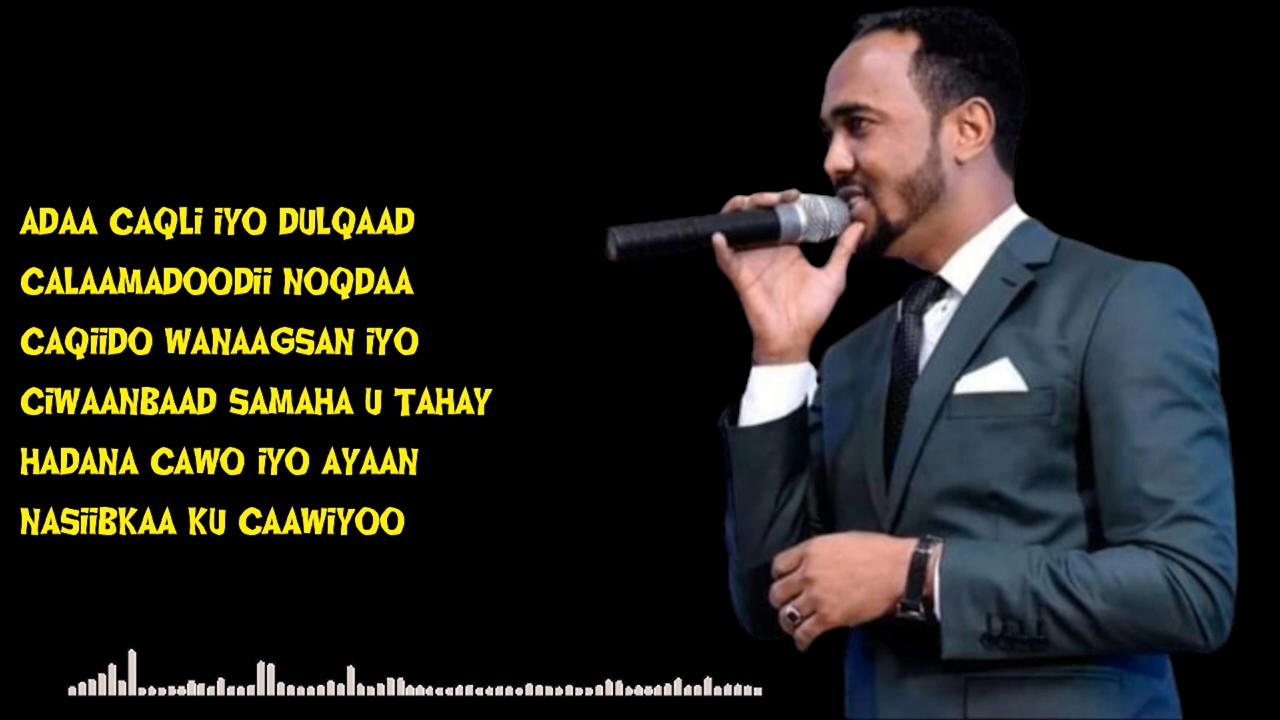 ADAA CAQLi iYO DULQAAD
CALAAMADOODii NOQDAA
CAQiiDO WANAAGSAN iYO
CiWAANBAAD SAMAHA U TAHAY
HADANA CAWO iYO AYAAN
NASiiBKAA KU CAAWiYOO